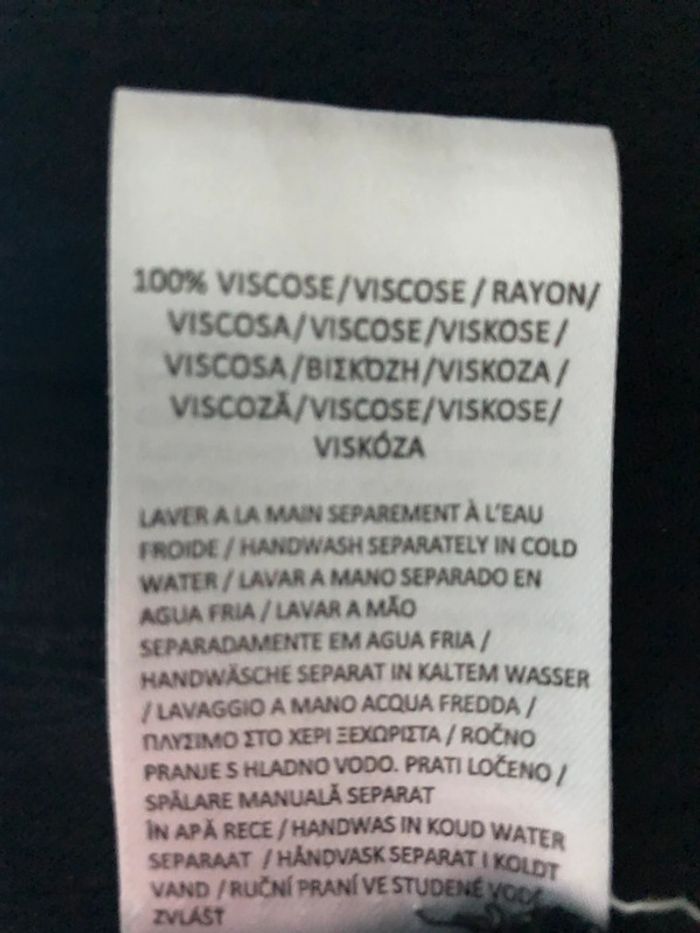 100% VISCOSE/VISCOSE / RAYON/
VISCOSA/VISCOSE/VISKOSE/
VISCOSA/ΒΙΣΚΌΖΗ/VISKOZA /
VISCOZĂ/VISCOSE/VISKOSE/
VISKÓZA
LAVER A LA MAIN SEPAREMENT À L'EAU
FROIDE / HANDWASH SEPARATELY IN COLD
WATER / LAVAR A MANO SEPARADO EN
AGUA FRIA / LAVAR A MÃO
SEPARADAMENTE EM AGUA FRIA /
HANDWÄSCHE SEPARAT IN KALTEM WASSER
/ LAVAGGIO A MANO ACQUA FREDDA /
ΠΛΥΣΙΜΟ ΣΤΟ ΧΕΡΙ ΞΕΧΩΡΙΣΤΑ / ROČNO
PRANJE S HLADNO VODO. PRATI LOČENO /
SPĂLARE MANUALĂ SEPARAT
ÎN APĂ RECE / HANDWAS IN KOUD WATER
SEPARAAT / HÅNDVASK SEPARAT I KOLDT
VAND / RUČNÍ PRANÍ VE STUDENÉ VODĚ
ZVLÁŠŤ